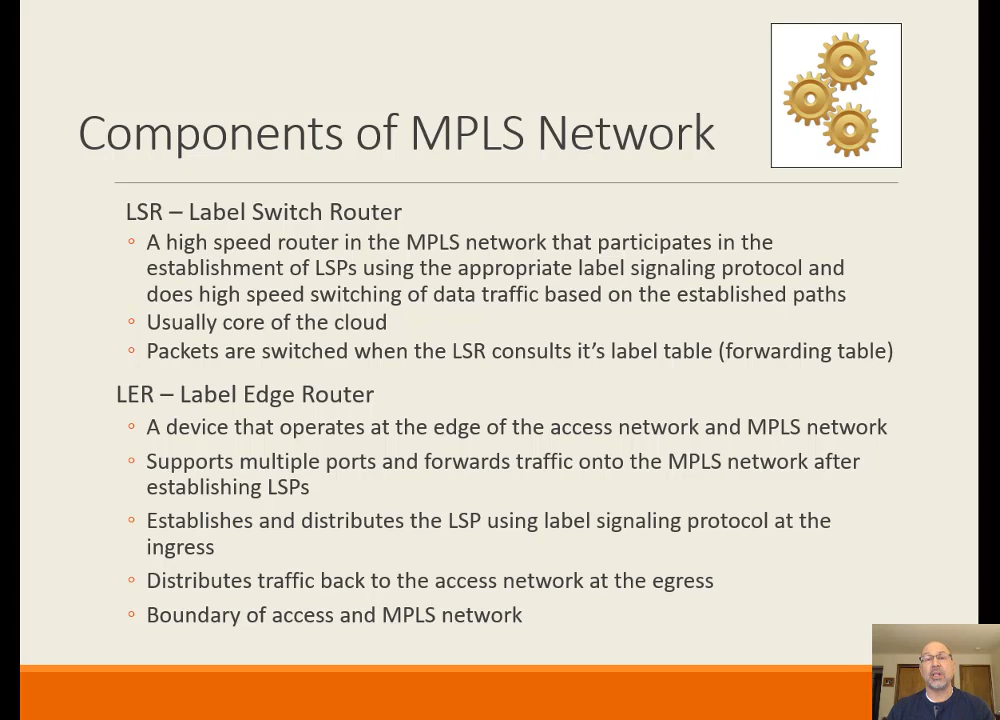 Components of MPLS Network
LSR – Label Switch Router
◦ A high speed router in the MPLS network that participates in the
establishment of LSPs using the appropriate label signaling protocol and
does high speed switching of data traffic based on the established paths
◦ Usually core of the cloud
◦ Packets are switched when the LSR consults it’s label table (forwarding table)
LER – Label Edge Router
◦ A device that operates at the edge of the access network and MPLS network
◦ Supports multiple ports and forwards traffic onto the MPLS network after
establishing LSPs
◦ Establishes and distributes the LSP using label signaling protocol at the
ingress
◦ Distributes traffic back to the access network at the egress
◦ Boundary of access and MPLS network